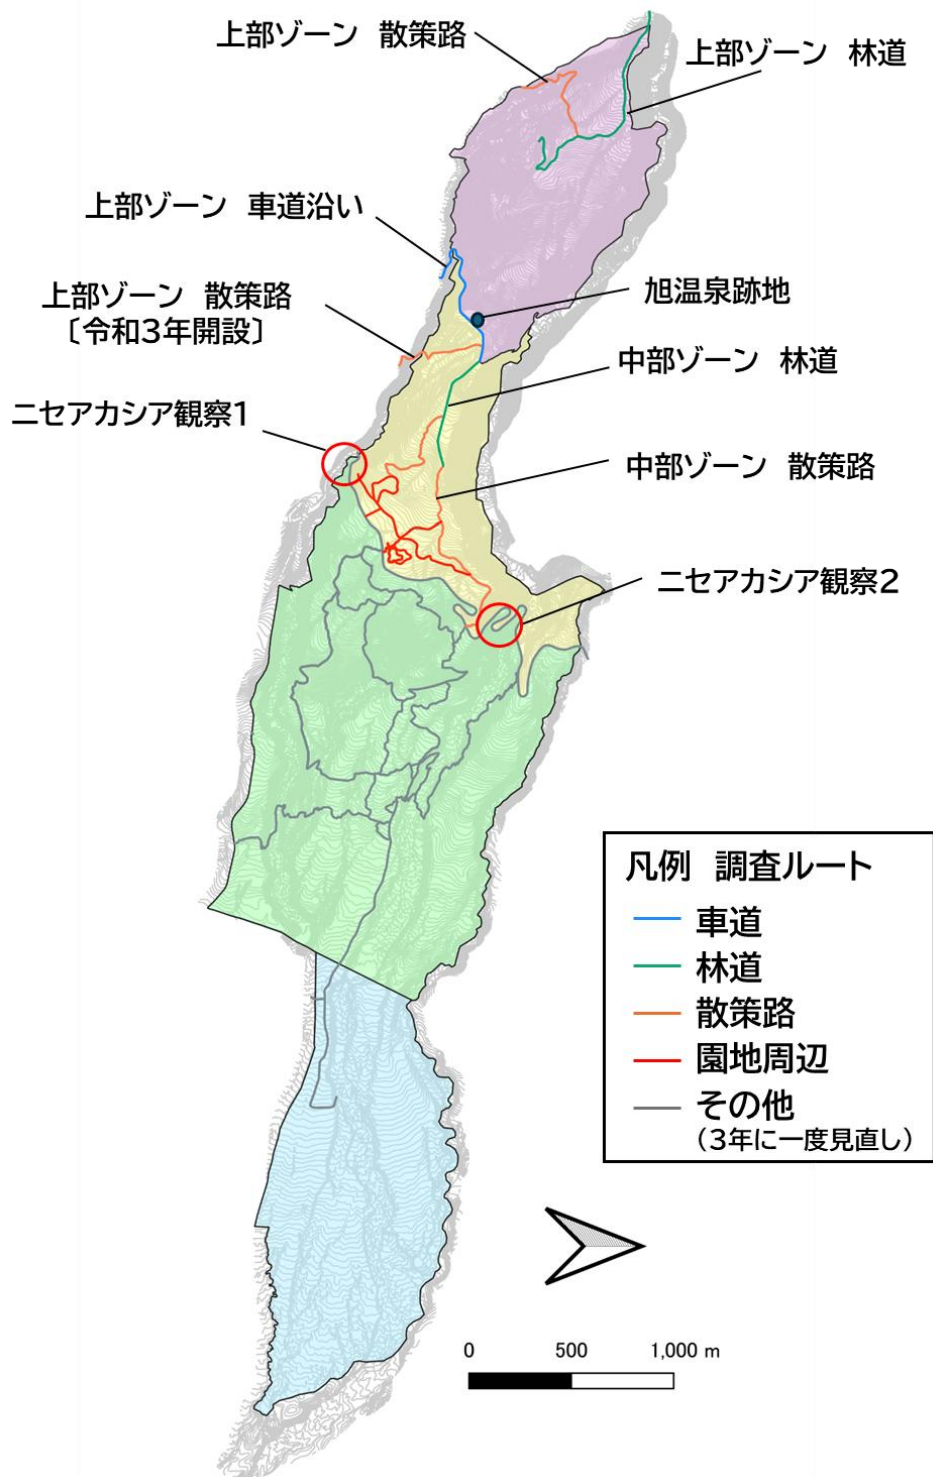 上部ゾーン 散策路
上部ゾーン 林道
上部ゾーン 車道沿い
旭温泉跡地
上部ゾーン 散策路
〔令和3年開設〕
中部ゾーン 林道
ニセアカシア観察1
中部ゾーン 散策路
ニセアカシア観察2
凡例 調査ルート
車道
林道
散策路
園地周辺
その他
（3年に一度見直し）
0 500 1,000 m